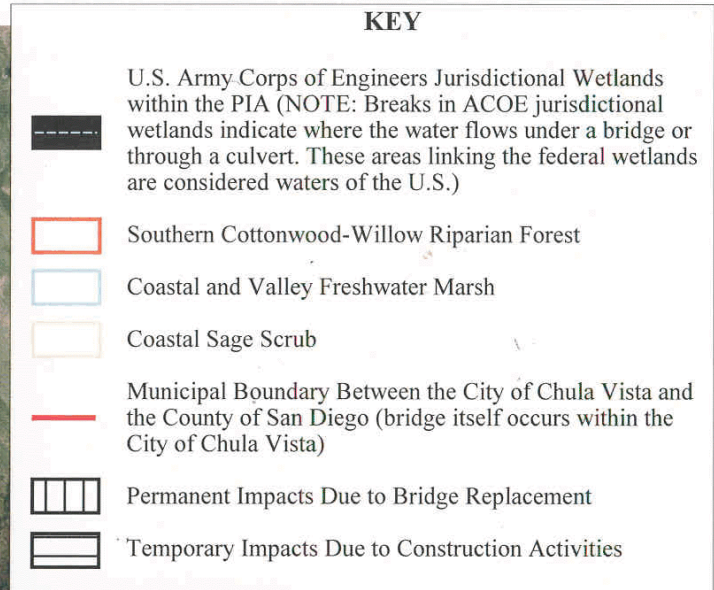 KEY
U.S. Army Corps of Engineers Jurisdictional Wetlands
within the PIA (NOTE: Breaks in ACOE jurisdictional
wetlands indicate where the water flows under a bridge or
through a culvert. These areas linking the federal wetlands
are considered waters of the U.S.)
Southern Cottonwood-Willow Riparian Forest
Coastal and Valley Freshwater Marsh
Coastal Sage Scrub
Municipal Boundary Between the City of Chula Vista and
the County of San Diego (bridge itself occurs within the
City of Chula Vista)
Permanent Impacts Due to Bridge Replacement
Temporary Impacts Due to Construction Activities